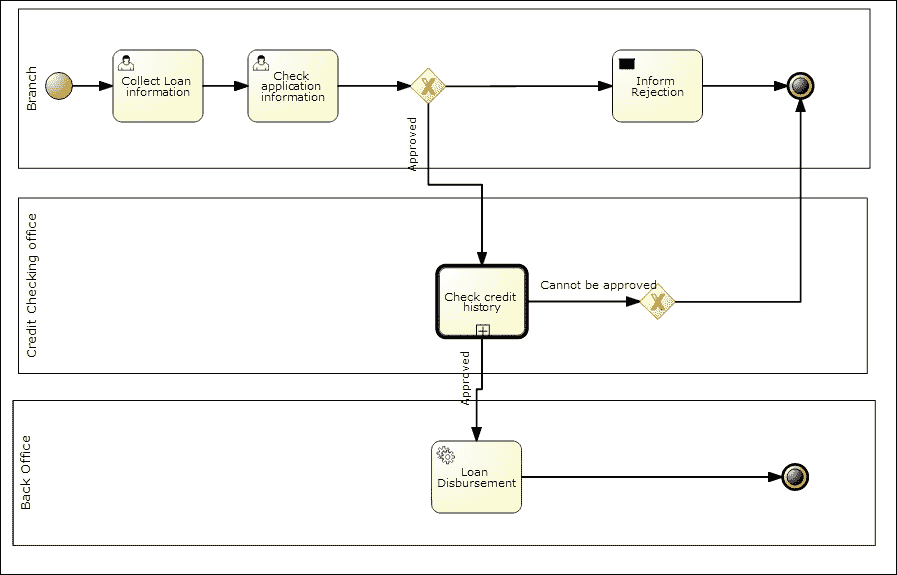 Branch
Collect Loan
information
Check
application
information
Inform
Rejection
Approved
Credit Checking office
Check credit
history
Cannot be approved
Approved
Back Office
Loan
Disbursement